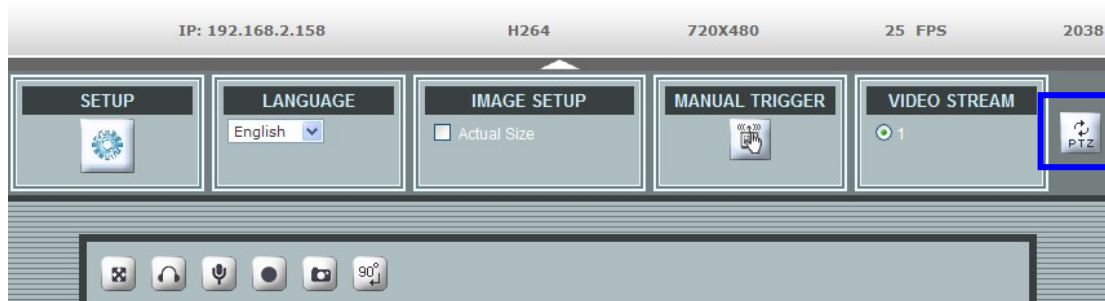 IP: 192.168.2.158 H264 720X480 25 FPS 2038
SETUP LANGUAGE IMAGE SETUP MANUAL TRIGGER VIDEO STREAM
English Actual Size 1
PTZ
90°